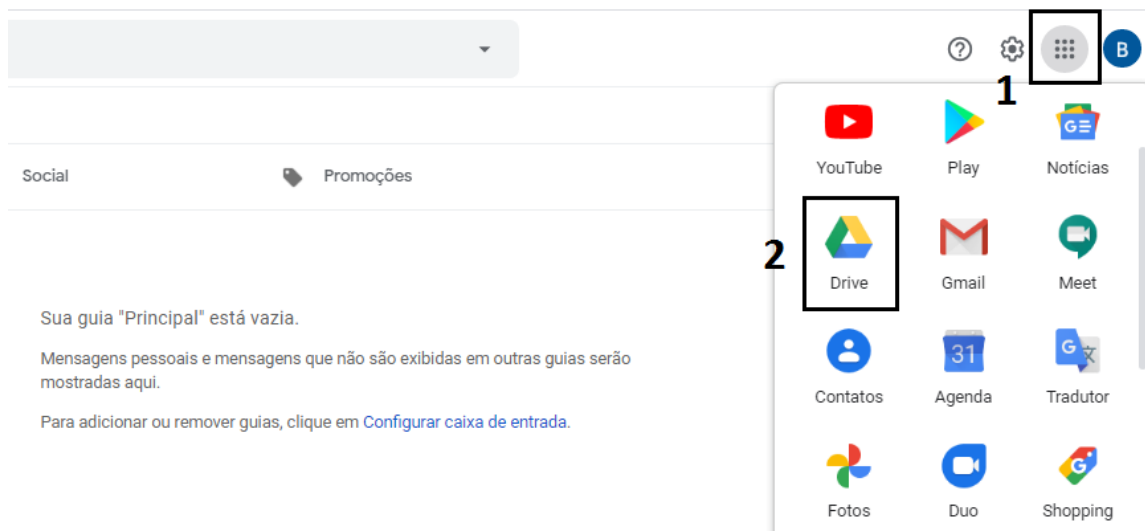 B
1
YouTube
Play
Notícias
Social
Promoções
2
Drive
Gmail
Meet
Sua guia "Principal" está vazia.
Mensagens pessoais e mensagens que não são exibidas em outras guias serão
mostradas aqui.
Para adicionar ou remover guias, clique em Configurar caixa de entrada.
31
G
Contatos
Agenda
Tradutor
Fotos
Duo
Shopping